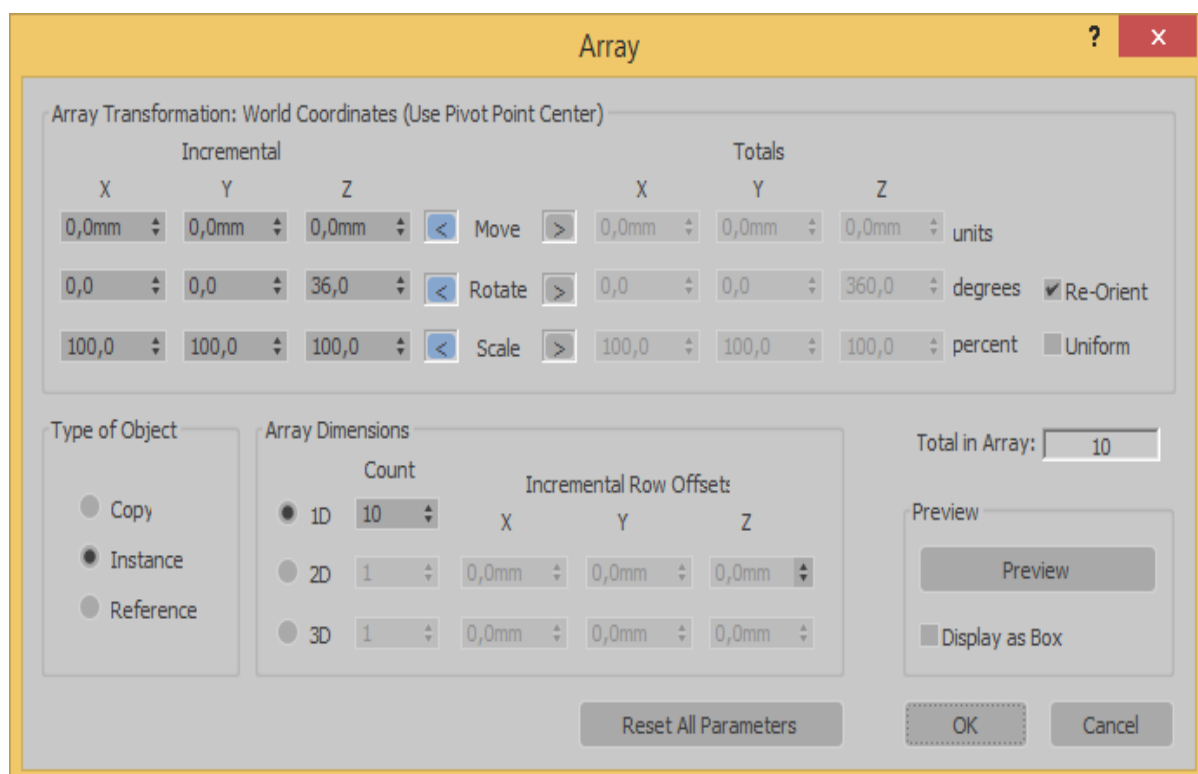 Array ? x
Array Transformation: World Coordinates (Use Pivot Point Center)
Incremental Totals
X Y Z X Y Z
0,0mm 0,0mm 0,0mm < Move > 0,0mm 0,0mm 0,0mm units
0,0 0,0 36,0 < Rotate > 0,0 0,0 360,0 degrees Re-Orient
100,0 100,0 100,0 < Scale > 100,0 100,0 100,0 percent Uniform
Type of Object Array Dimensions Total in Array: 10
Count Incremental Row Offsets
X Y Z
Copy 1D 10 Preview
Instance 2D 1 0,0mm 0,0mm 0,0mm Preview
Reference 3D 1 0,0mm 0,0mm 0,0mm Display as Box
Reset All Parameters OK Cancel